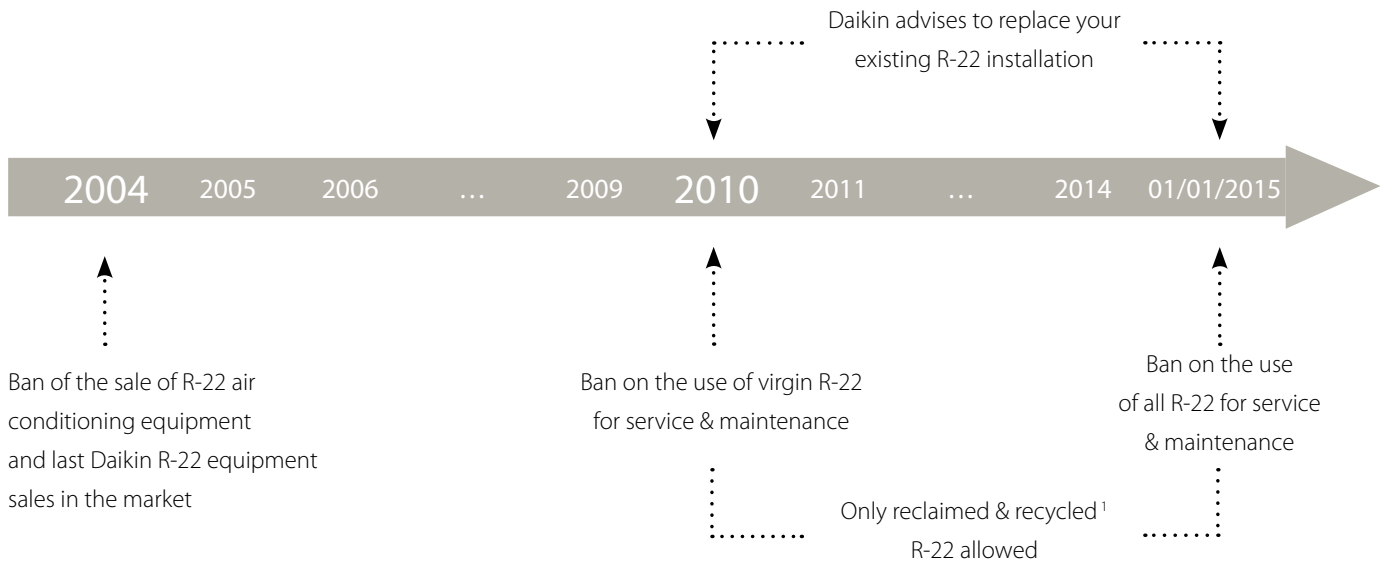 Daikin advises to replace your
existing R-22 installation
2004 2005 2006 … 2009 2010 2011 … 2014 01/01/2015
Ban of the sale of R-22 air
conditioning equipment
and last Daikin R-22 equipment
sales in the market
Ban on the use of virgin R-22
for service & maintenance
Ban on the use
of all R-22 for service
& maintenance
Only reclaimed & recycled ¹
R-22 allowed